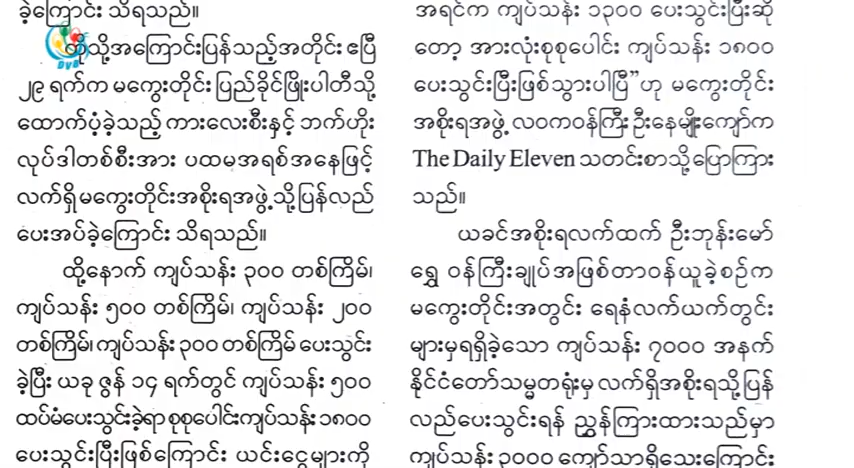 ခဲ့ကြောင်း သိရသည်။
ထိုသို့အကြောင်းပြန်သည့်အတိုင်း ဧပြီ
၂၉ ရက်က မကွေးတိုင်း ပြည်ခိုင်ဖြိုးပါတီသို့
ထောက်ပံ့ခဲ့သည့် ကားလေးစီးနှင့် ဘက်ဟိုး
လုပ်ဒါတစ်စီးအား ပထမအရစ်အနေဖြင့်
လက်ရှိမကွေးတိုင်းအစိုးရအဖွဲ့သို့ပြန်လည်
ပေးအပ်ခဲ့ကြောင်း သိရသည်။
ထို့နောက် ကျပ်သန်း ၃၀၀ တစ်ကြိမ်၊
ကျပ်သန်း ၅၀၀ တစ်ကြိမ်၊ ကျပ်သန်း ၂၀၀
တစ်ကြိမ်၊ ကျပ်သန်း ၃၀၀ တစ်ကြိမ် ပေးသွင်း
ခဲ့ပြီး ယခု ဇွန် ၁၄ ရက်တွင် ကျပ်သန်း ၅၀၀
ထပ်မံပေးသွင်းခဲ့ရာ စုစုပေါင်းကျပ်သန်း ၁၈၀၀
ပေးသွင်းပြီးဖြစ်ကြောင်း ယင်းငွေများကို
အရင်က ကျပ်သန်း ၁၃၀၀ ပေးသွင်းပြီးဆို
တော့ အားလုံးစုစုပေါင်း ကျပ်သန်း ၁၈၀၀
ပေးသွင်းပြီးဖြစ်သွားပါပြီ”ဟု မကွေးတိုင်း
အစိုးရအဖွဲ့ လဝကဝန်ကြီး ဦးနေမျိုးကျော်က
The Daily Eleven သတင်းစာသို့ပြောကြား
သည်။
ယခင်အစိုးရလက်ထက် ဦးဘုန်းမော်
ရွှေ ဝန်ကြီးချုပ်အဖြစ်တာဝန်ယူခဲ့စဉ်က
မကွေးတိုင်းအတွင်း ရေနံလက်ယက်တွင်း
များမှရရှိခဲ့သော ကျပ်သန်း ၇၀၀၀ အနက်
နိုင်ငံတော်သမ္မတရုံးမှ လက်ရှိအစိုးရသို့ပြန်
လည်ပေးသွင်းရန် ညွှန်ကြားထားသည်မှာ
ကျပ်သန်း ၃၀၀၀ ကျော်သာရှိသေးကြောင်း
DVB